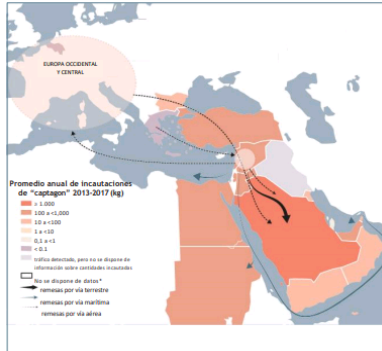 EUROPA OCCIDENTAL
Y CENTRAL
Promedio anual de incautaciones
de "captagon" 2013-2017 (kg)
≥ 1.000
100 a <1,000
10 a <100
1 a <10
0,1 a <1
< 0.1
tráfico detectado, pero no se dispone de
información sobre cantidades incautadas
No se dispone de datos*
remesas por vía terrestre
remesas por vía marítima
remesas por vía aérea